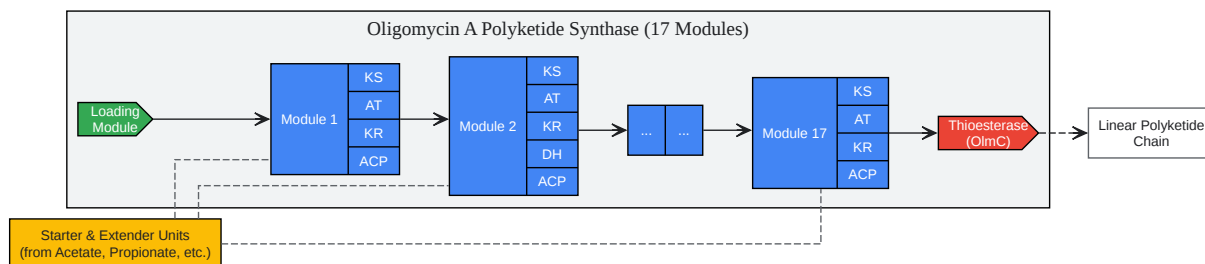 Oligomycin A Polyketide Synthase (17 Modules)
Loading
Module
Module 1
KS
AT
KR
ACP
Module 2
KS
AT
KR
DH
ACP
...
...
Module 17
KS
AT
KR
ACP
Thioesterase
(OlmC)
Linear Polyketide
Chain
Starter & Extender Units
(from Acetate, Propionate, etc.)